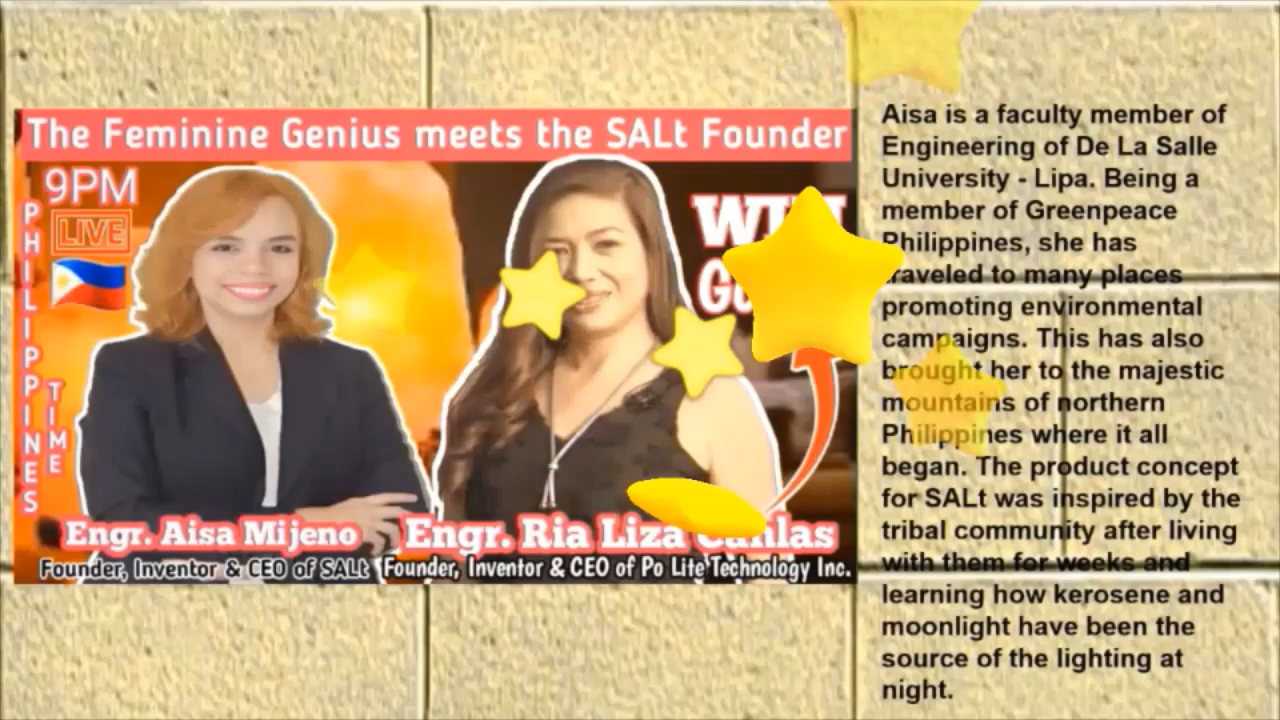 The Feminine Genius meets the SALt Founder
9PM
LIVE
PHILIPPINES
TIME
Engr. Aisa Mijeno
Founder, Inventor & CEO of SALt
Engr. Ria Liza
Founder, Inventor & CEO of Po Lite Technology Inc.
Aisa is a faculty member of
Engineering of De La Salle
University - Lipa. Being a
member of Greenpeace
Philippines, she has
traveled to many places
promoting environmental
campaigns. This has also
brought her to the majestic
mountains of northern
Philippines where it all
began. The product concept
for SALt was inspired by the
tribal community after living
with them for weeks and
learning how kerosene and
moonlight have been the
source of the lighting at
night.